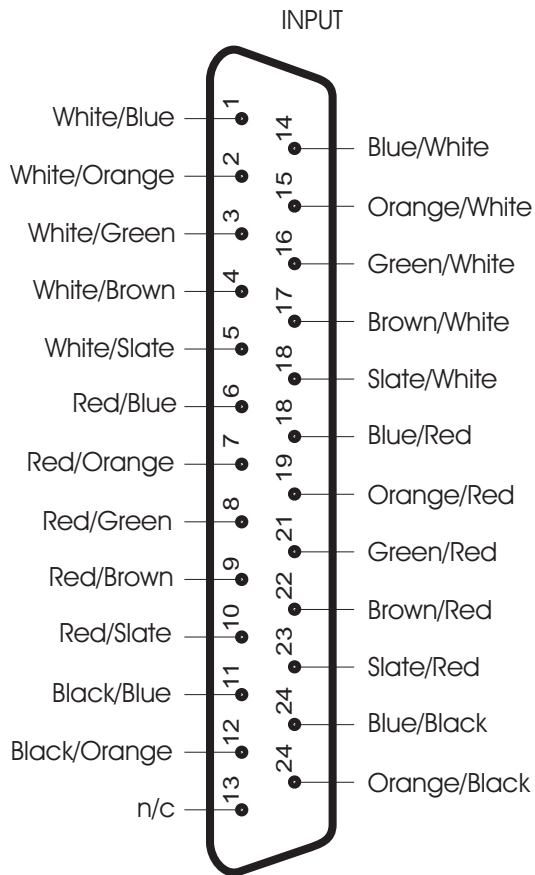 INPUT
White/Blue 1
14 Blue/White
White/Orange 2
15 Orange/White
White/Green 3
16 Green/White
White/Brown 4
17 Brown/White
White/Slate 5
18 Slate/White
Red/Blue 6
18 Blue/Red
Red/Orange 7
19 Orange/Red
Red/Green 8
21 Green/Red
Red/Brown 9
22 Brown/Red
Red/Slate 10
23 Slate/Red
Black/Blue 11
24 Blue/Black
Black/Orange 12
24 Orange/Black
n/c 13